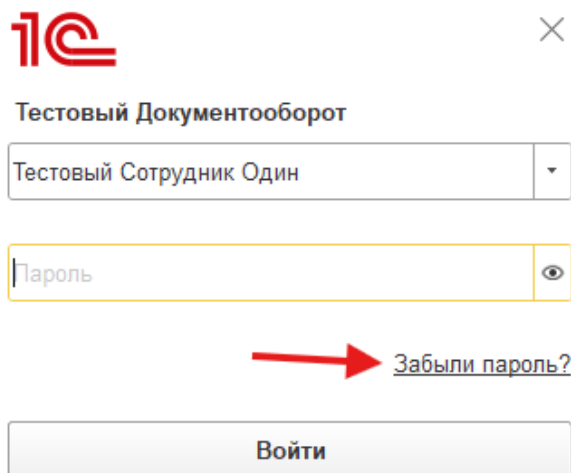 1С
Тестовый Документооборот
Тестовый Сотрудник Один
Пароль
Забыли пароль?
Войти